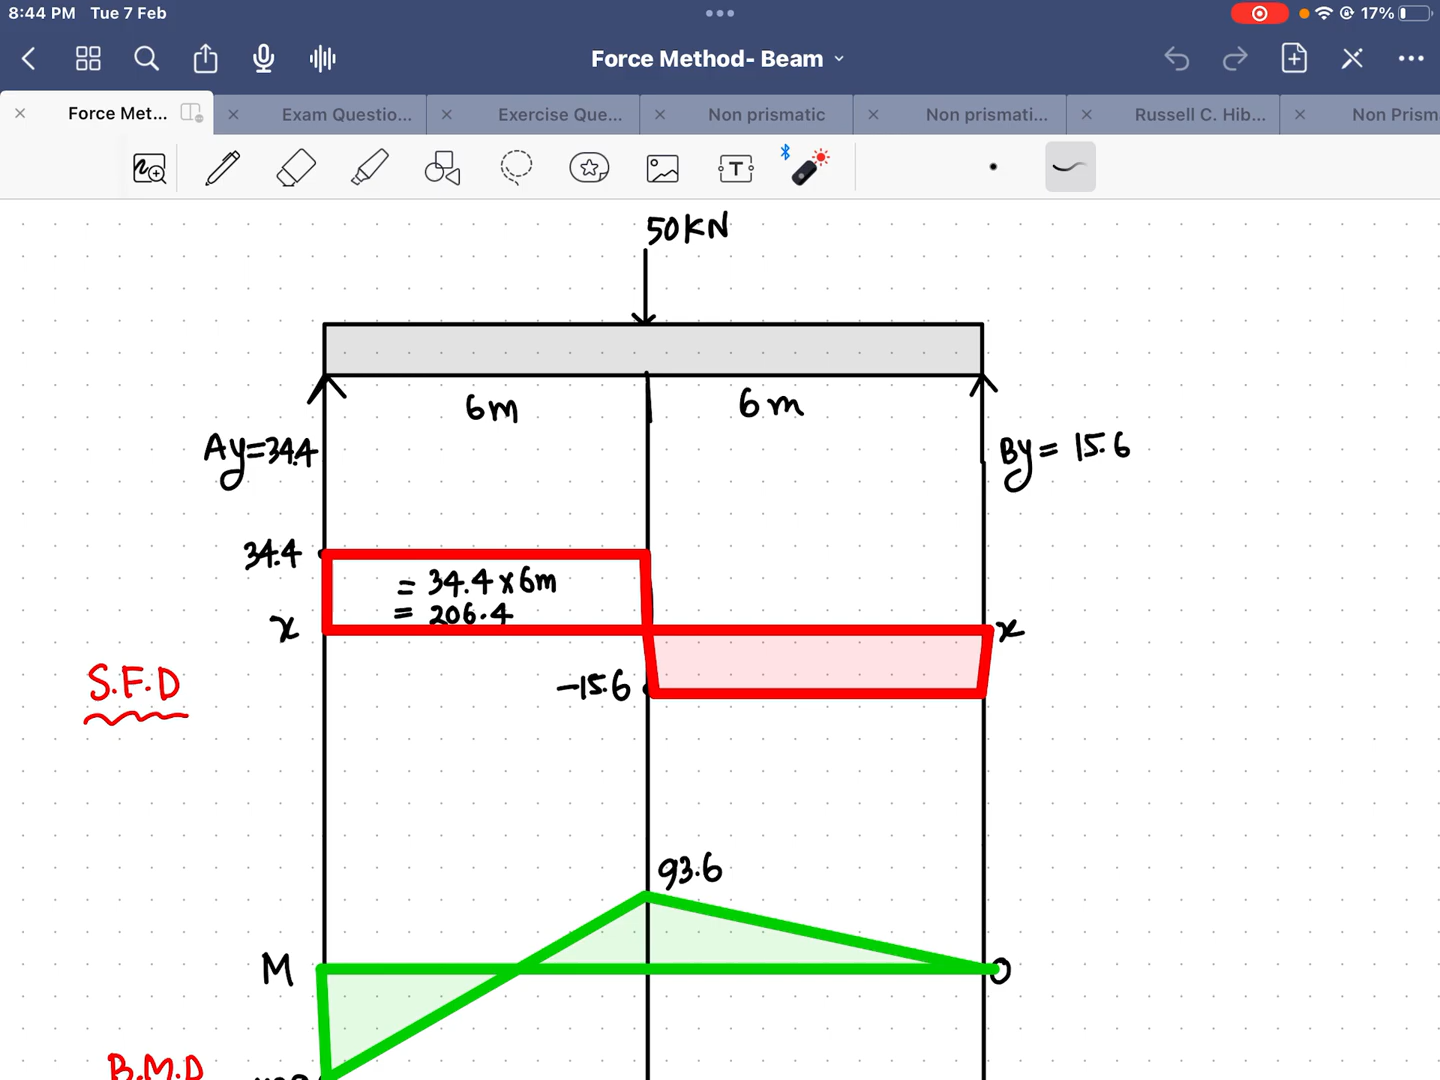 8:44 PM Tue 7 Feb
17%
Force Method- Beam
Force Met...
Exam Questio...
Exercise Que...
Non prismatic
Non prismati...
Russell C. Hib...
Non Prism
T
50KN
6m
6m
Ay=34.4
By= 15.6
34.4
= 34.4x6m
= 206.4
x
x
S.F.D
-15.6
93.6
M
O
B.M.D